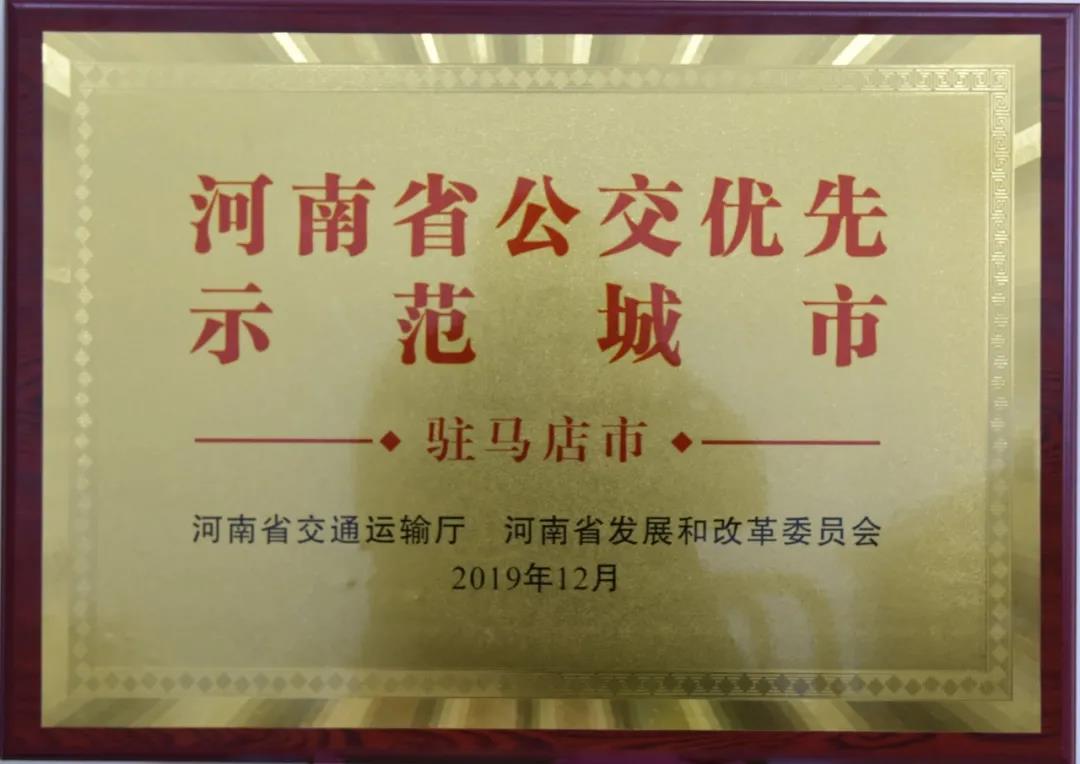 河南省公交优先
示范城市
驻马店市
河南省交通运输厅 河南省发展和改革委员会
2019年12月